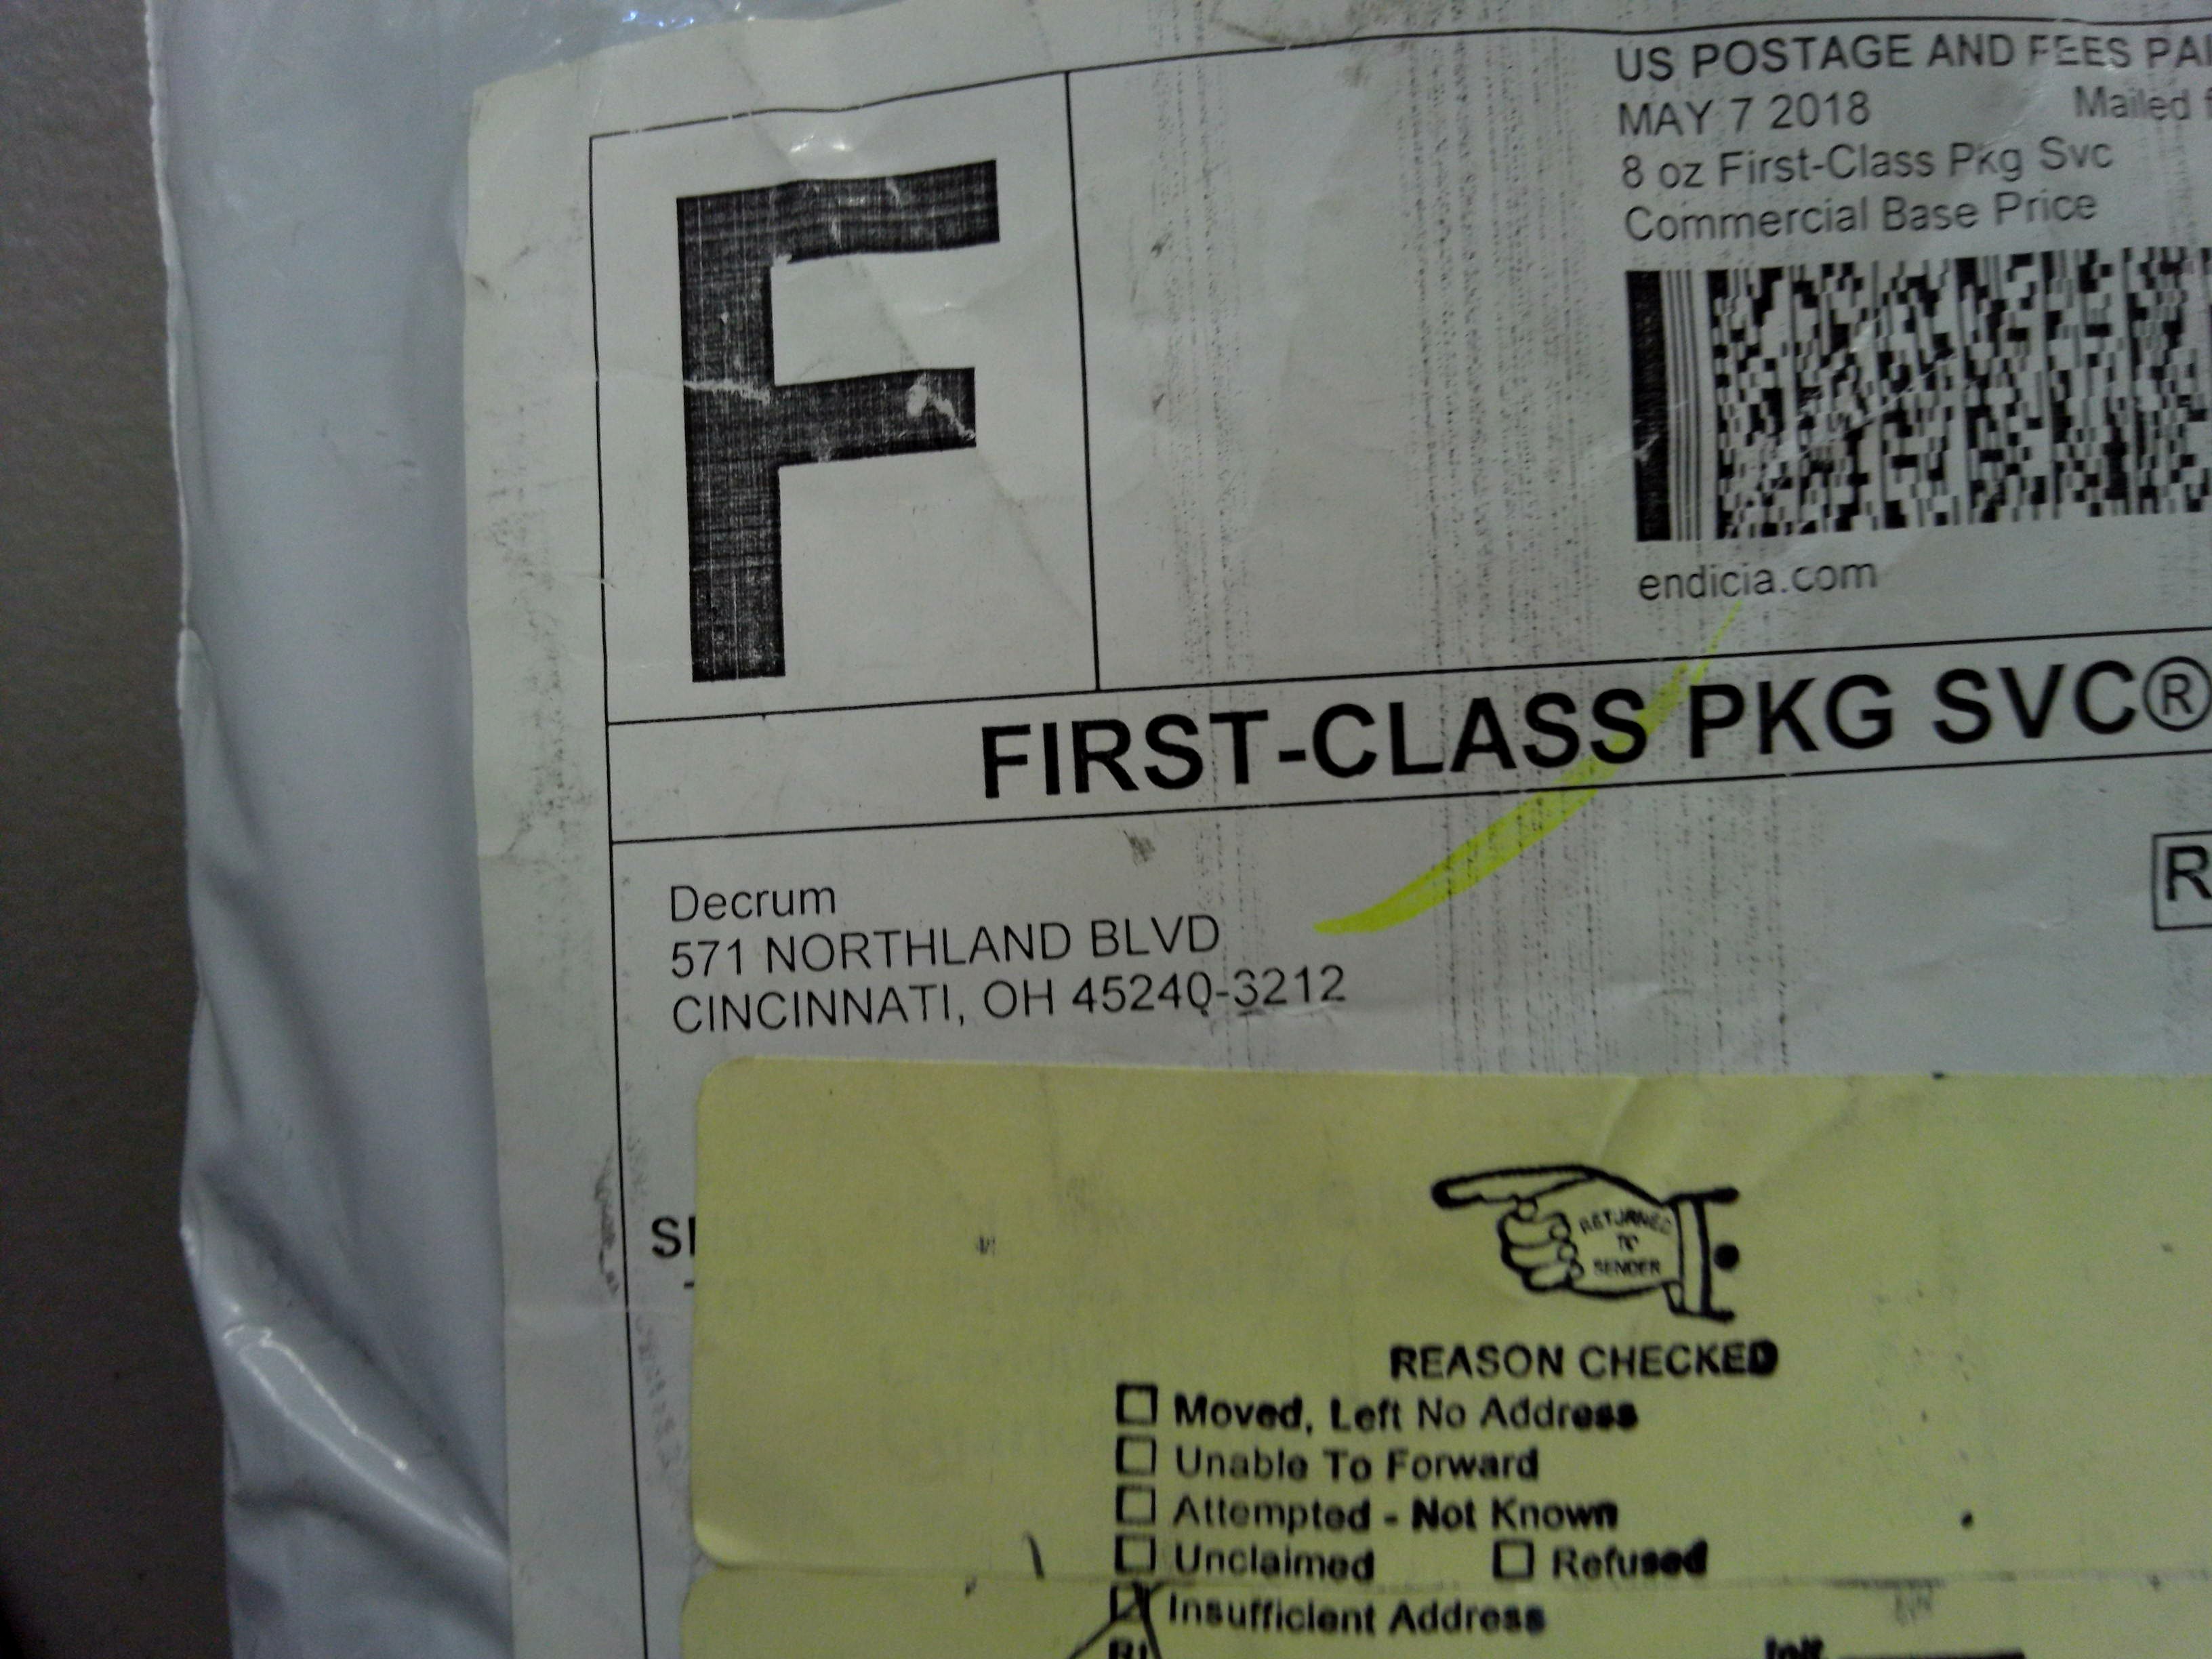 US POSTAGE AND FEES PAI
MAY 7 2018 Mailed f
8 oz First-Class Pkg Svc
Commercial Base Price
F
endicia.com
FIRST-CLASS PKG SVC®
R
Decrum
571 NORTHLAND BLVD
CINCINNATI, OH 45240-3212
RETURNED
TO
SENDER
REASON CHECKED
Moved, Left No Address
Unable To Forward
Attempted - Not Known
Unclaimed Refused
Insufficient Address